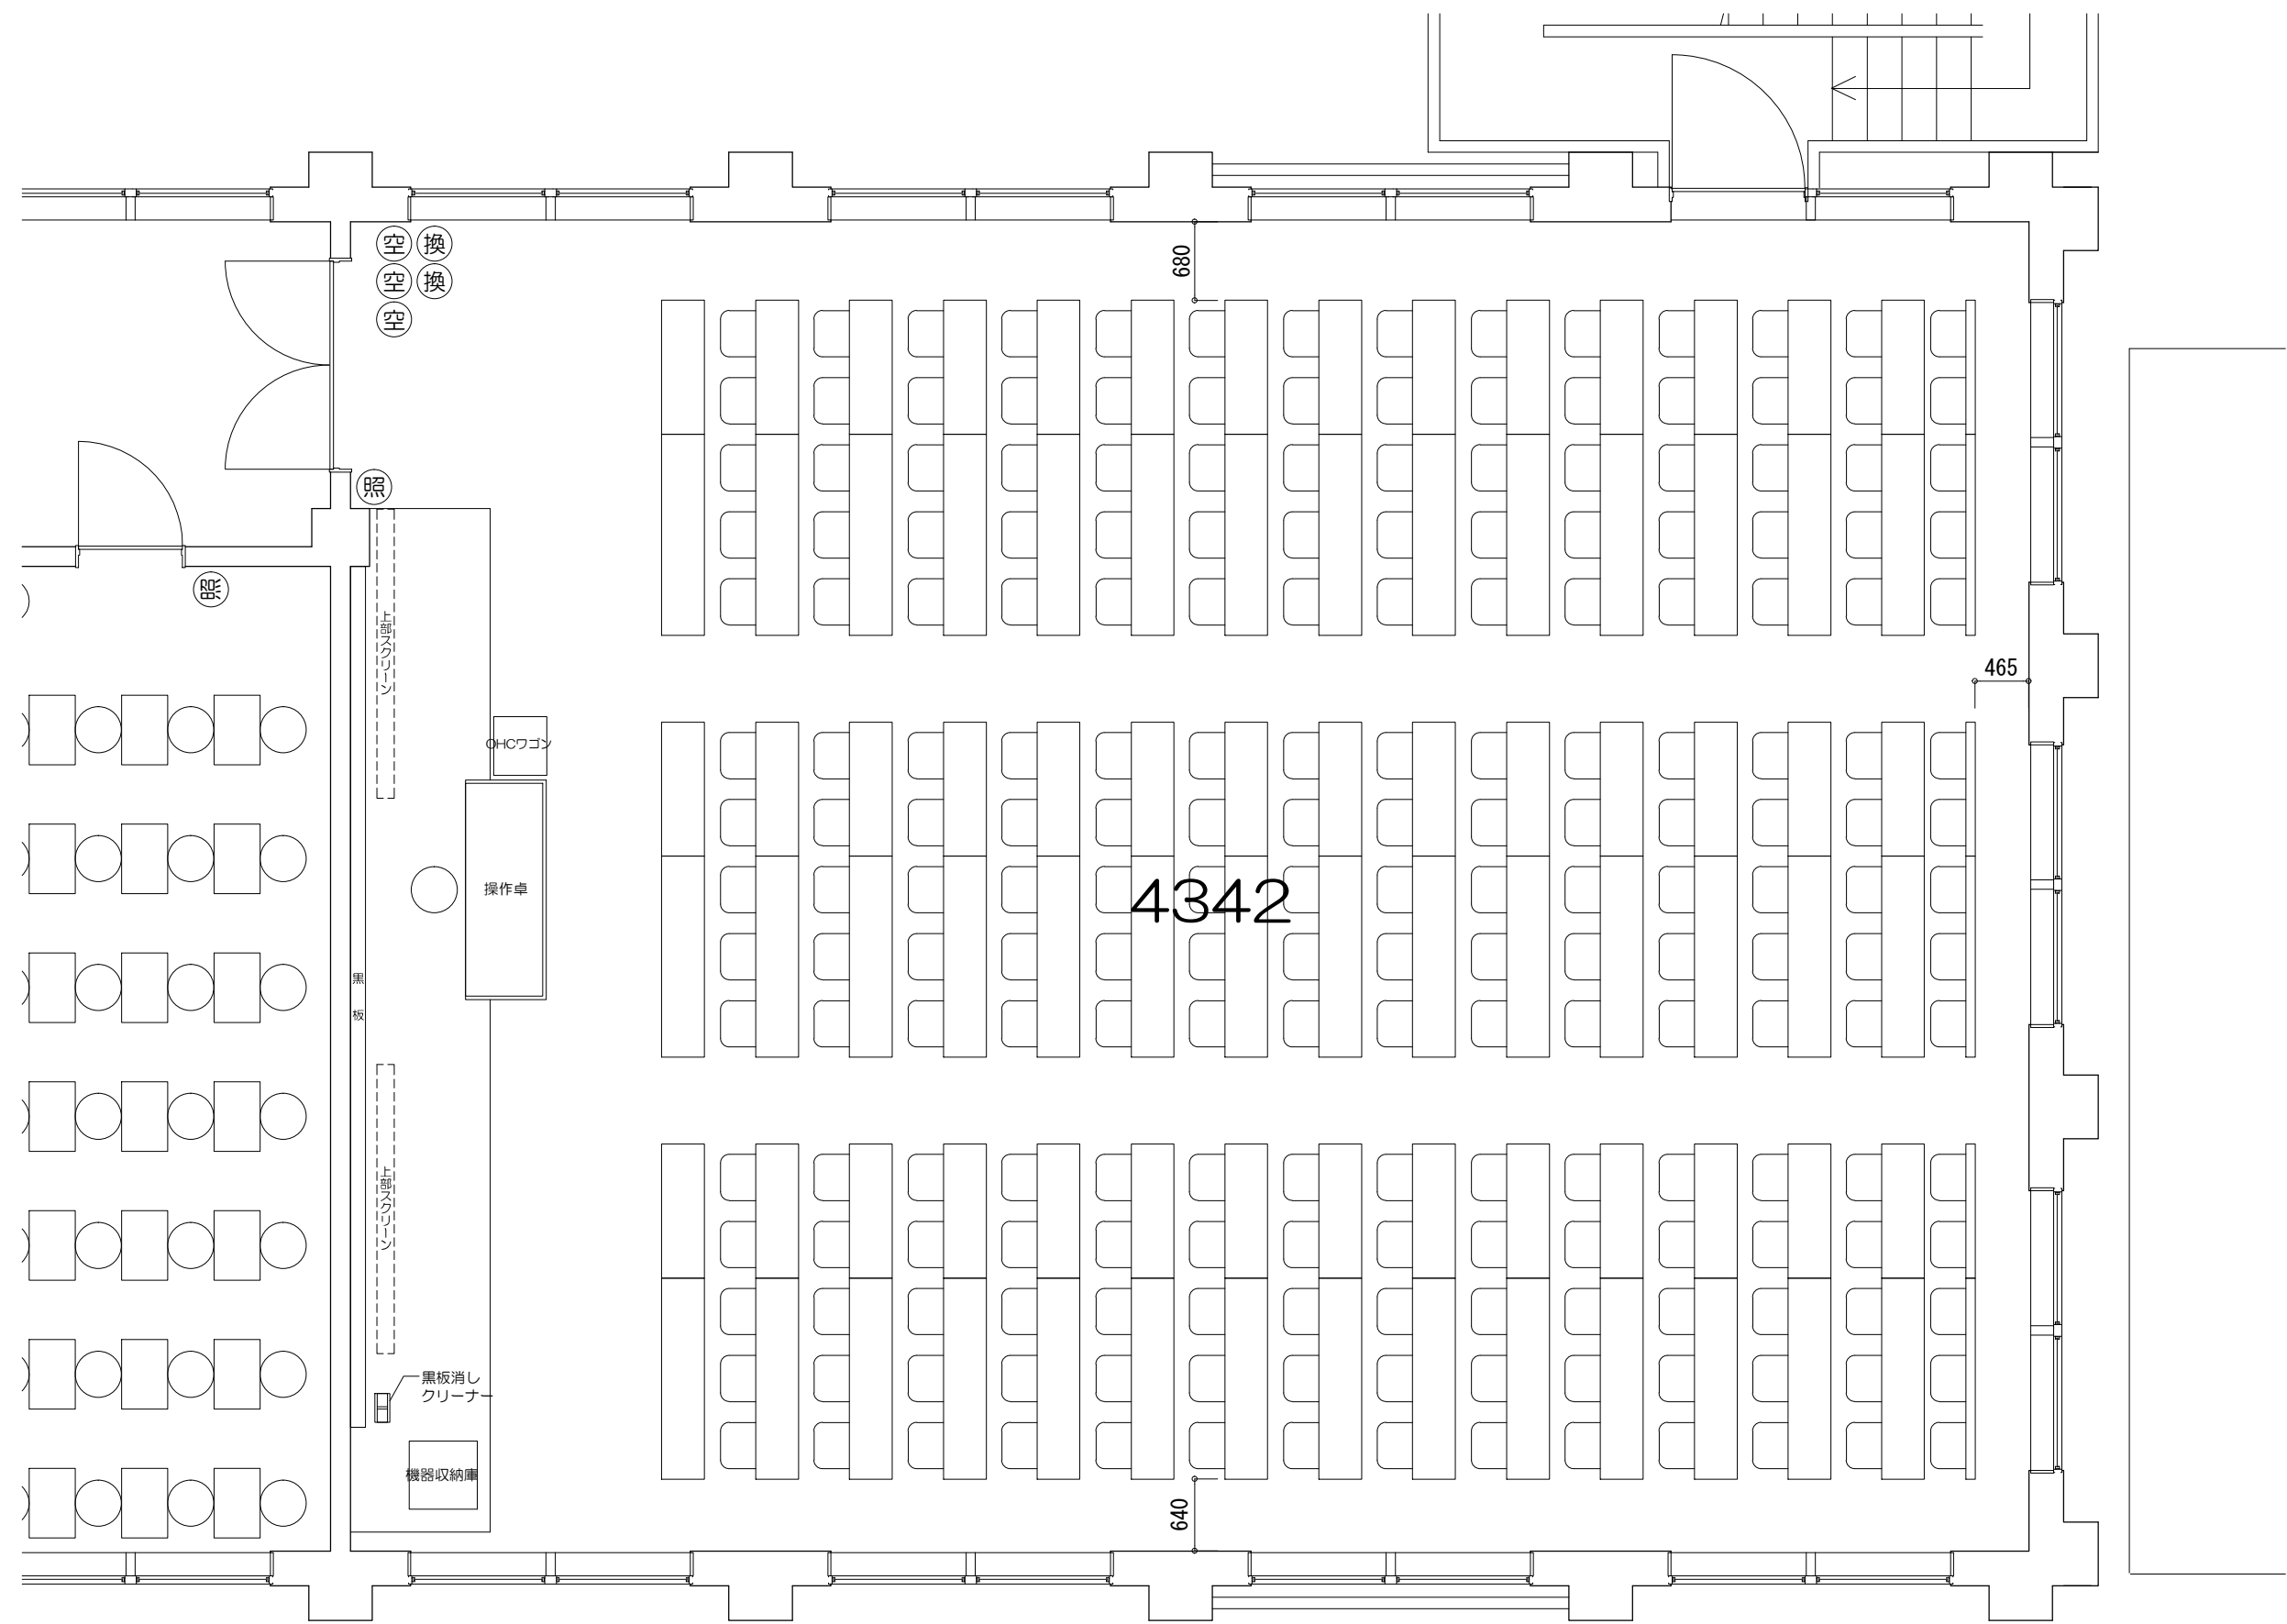 空 換
空 換
空
照
照
上部スクリーン
OHCワゴン
操作卓
黒板
上部スクリーン
黒板消し
クリーナー
機器収納庫
680
465
4342
640